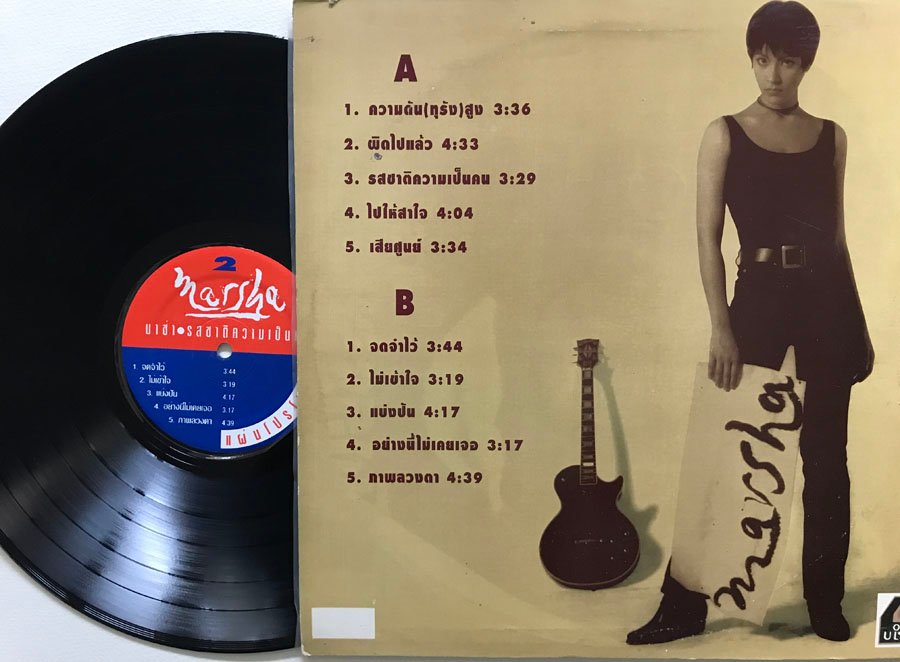 2
marsha
มาช่า•รสชาติความเป็น
1. จดจำไว้ 3:44
2. ไม่เข้าใจ 3:19
3. แบ่งปัน 4.17
4. อย่างนี้ไม่เคยเจอ 3.17
5. ภาพลวงตา 4.39
A
1. ความดัน(ทุรัง)สูง 3:36
2. ผิดไปแล้ว 4:33
3. รสชาติความเป็นคน 3:29
4. ไปให้สาใจ 4:04
5. เสียศูนย์ 3:34
B
1. จดจำไว้ 3:44
2. ไม่เข้าใจ 3:19
3. แบ่งปัน 4:17
4. อย่างนี้ไม่เคยเจอ 3:17
5. ภาพลวงตา 4:39
marsha